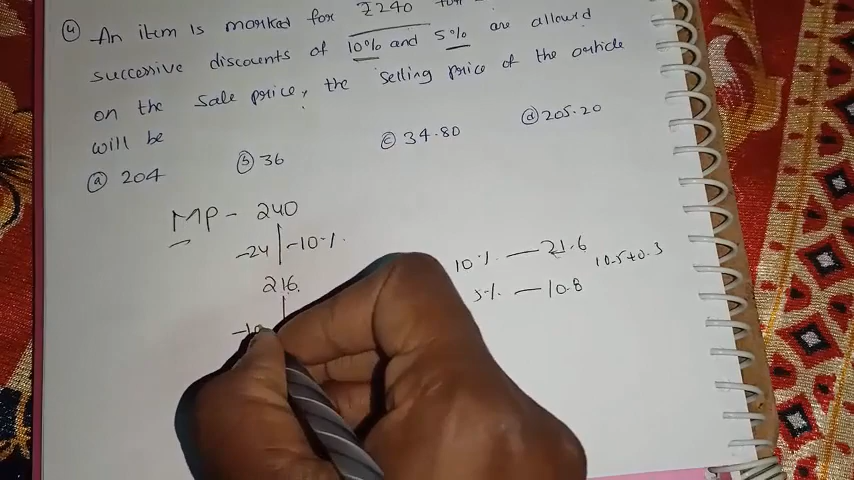 ④ An item is marked for ₹240
successive discounts of 10% and 5% are allowd
on the sale price, the selling price of the article
will be
ⓐ 204 ⓑ 36 ⓒ 34.80 ⓓ 205.20
MP - 240
-24 | -10%
216
10% — 21.6
5% — 10.8
10.5+0.3